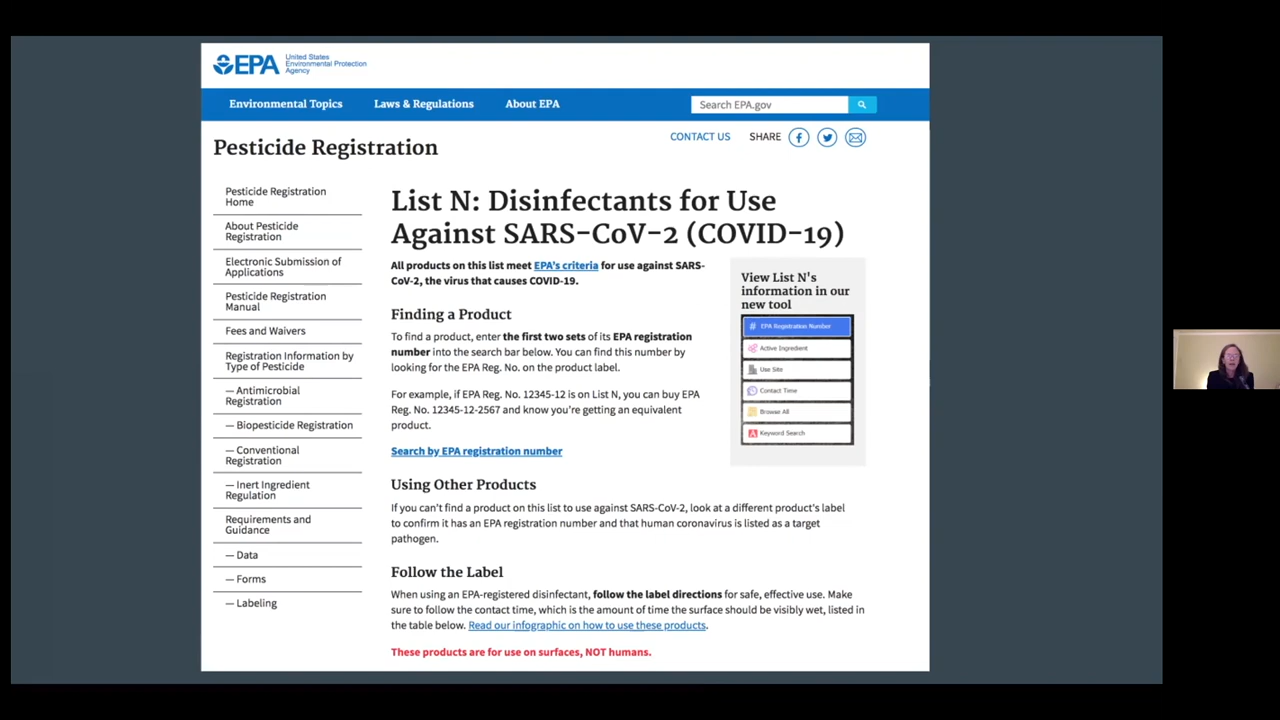 EPA
United States
Environmental Protection
Agency
Environmental Topics
Laws & Regulations
About EPA
Search EPA.gov
CONTACT US
SHARE
Pesticide Registration
Pesticide Registration
Home
About Pesticide
Registration
Electronic Submission of
Applications
Pesticide Registration
Manual
Fees and Waivers
Registration Information by
Type of Pesticide
— Antimicrobial
Registration
— Biopesticide Registration
— Conventional
Registration
— Inert Ingredient
Regulation
Requirements and
Guidance
— Data
— Forms
— Labeling
List N: Disinfectants for Use
Against SARS-CoV-2 (COVID-19)
All products on this list meet EPA's criteria for use against SARS-
CoV-2, the virus that causes COVID-19.
Finding a Product
To find a product, enter the first two sets of its EPA registration
number into the search bar below. You can find this number by
looking for the EPA Reg. No. on the product label.
For example, if EPA Reg. No. 12345-12 is on List N, you can buy EPA
Reg. No. 12345-12-2567 and know you're getting an equivalent
product.
Search by EPA registration number
View List N's
information in our
new tool
# EPA Registration Number
Active Ingredient
Use Site
Contact Time
Browse All
A Keyword Search
Using Other Products
If you can't find a product on this list to use against SARS-CoV-2, look at a different product's label
to confirm it has an EPA registration number and that human coronavirus is listed as a target
pathogen.
Follow the Label
When using an EPA-registered disinfectant, follow the label directions for safe, effective use. Make
sure to follow the contact time, which is the amount of time the surface should be visibly wet, listed in
the table below. Read our infographic on how to use these products.
These products are for use on surfaces, NOT humans.